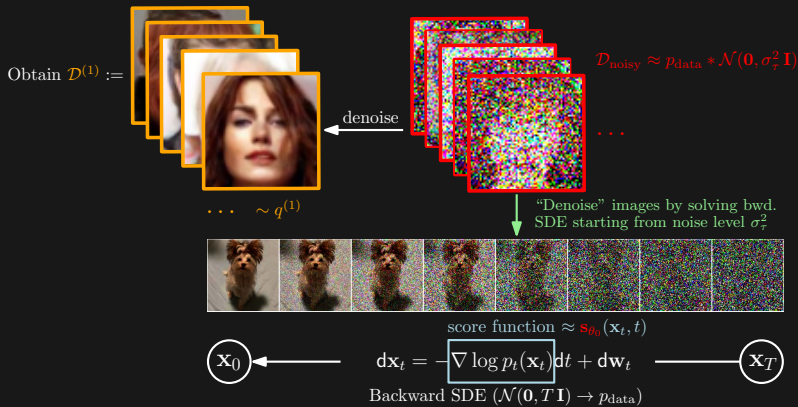 Obtain 𝒟⁽¹⁾ :=
𝒟_noisy ≈ p_data ∗ 𝒩(𝟎, σ_τ² 𝐈)
denoise
. . .
. . . ∼ q⁽¹⁾
“Denoise” images by solving bwd.
SDE starting from noise level σ_τ²
score function ≈ 𝐬_θ₀(𝐱_t, t)
𝐱₀
d𝐱_t = −∇ log p_t(𝐱_t)dt + d𝐰_t
𝐱_T
Backward SDE (𝒩(𝟎, T 𝐈) → p_data)